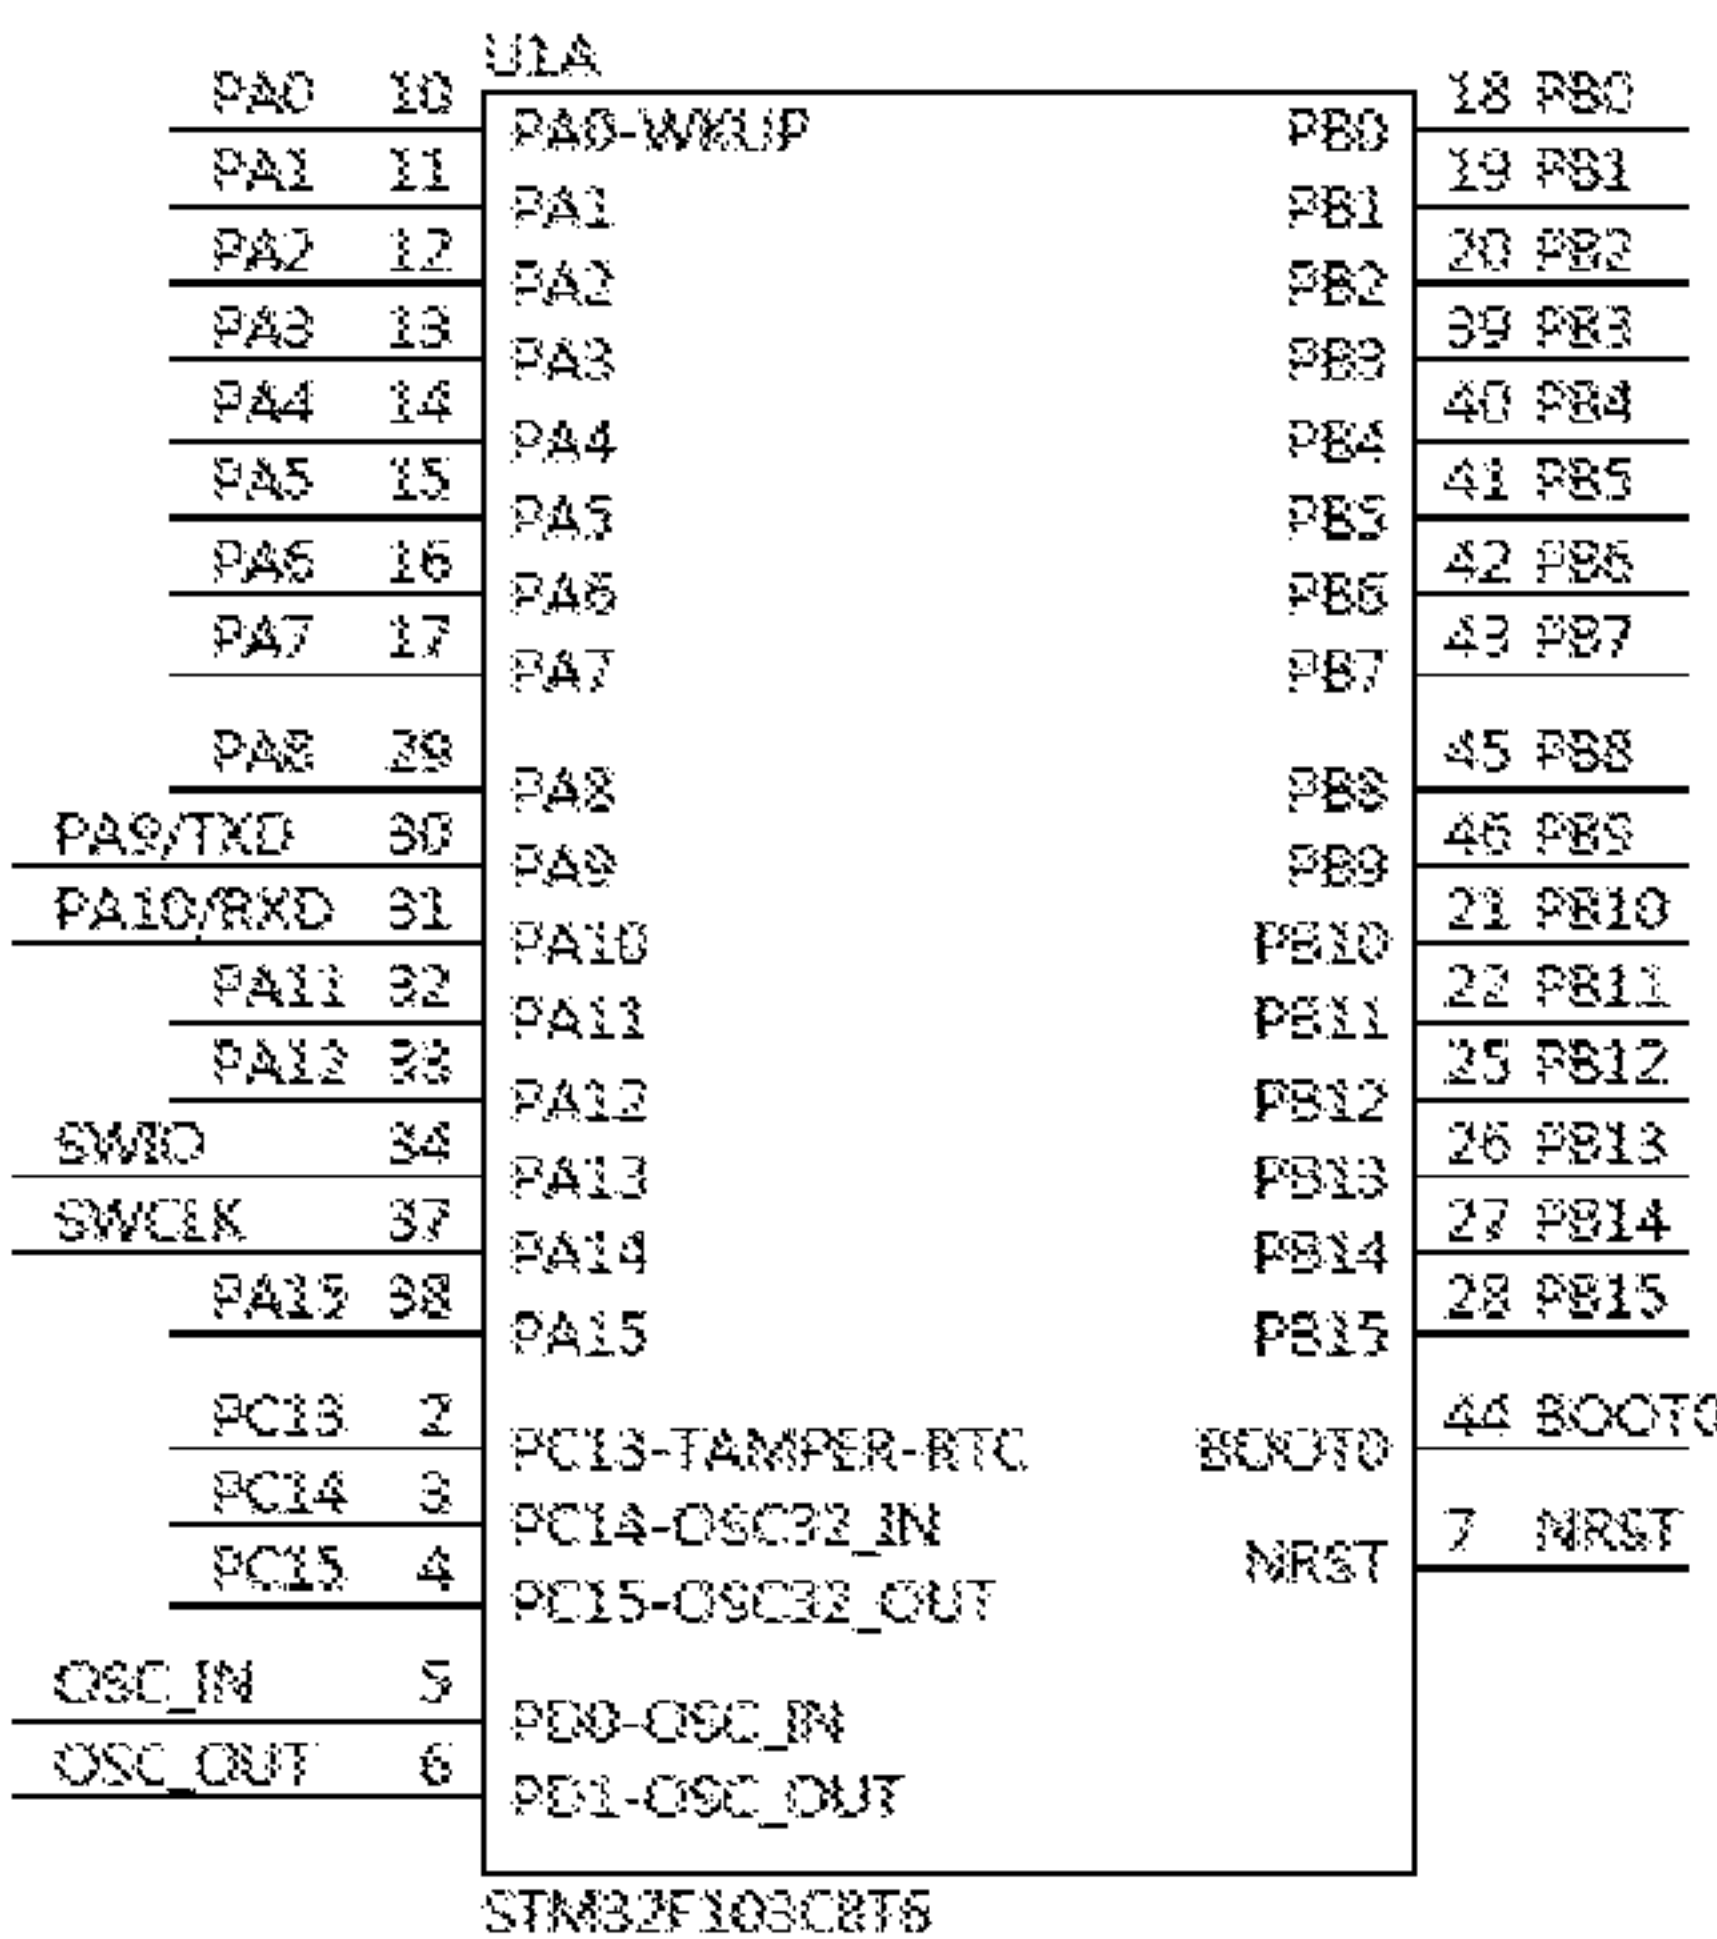 U1A
PA0 10 PA0-WKUP PB0 18 PB0
PA1 11 PA1 PB1 19 PB1
PA2 12 PA2 PB2 20 PB2
PA3 13 PA3 PB3 39 PB3
PA4 14 PA4 PB4 40 PB4
PA5 15 PA5 PB5 41 PB5
PA6 16 PA6 PB6 42 PB6
PA7 17 PA7 PB7 43 PB7
PA8 29 PA8 PB8 45 PB8
PA9/TXD 30 PA9 PB9 46 PB9
PA10/RXD 31 PA10 PB10 21 PB10
PA11 32 PA11 PB11 22 PB11
PA12 33 PA12 PB12 25 PB12
SWIO 34 PA13 PB13 26 PB13
SWCLK 37 PA14 PB14 27 PB14
PA15 38 PA15 PB15 28 PB15
PC13 2 PC13-TAMPER-RTC BOOT0 44 BOOT0
PC14 3 PC14-OSC32_IN NRST 7 NRST
PC15 4 PC15-OSC32_OUT
OSC_IN 5 PD0-OSC_IN
OSC_OUT 6 PD1-OSC_OUT
STM32F103C8T6